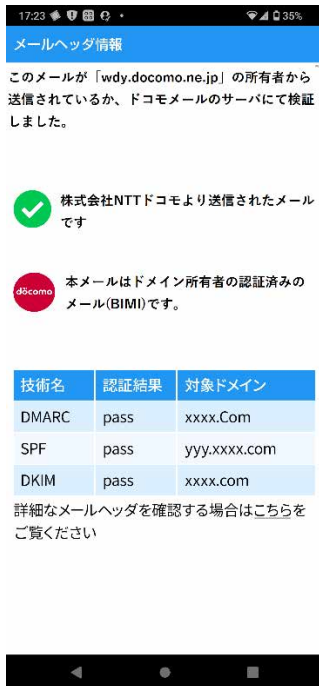 17:23 35%
メールヘッダ情報
このメールが「wdy.docomo.ne.jp」の所有者から
送信されているか、ドコモメールのサーバにて検証
しました。
株式会社NTTドコモより送信されたメール
です
döcomo
本メールはドメイン所有者の認証済みの
メール(BIMI)です。
技術名 認証結果 対象ドメイン
DMARC pass xxxx.Com
SPF pass yyy.xxxx.com
DKIM pass xxxx.com
詳細なメールヘッダを確認する場合はこちらを
ご覧ください